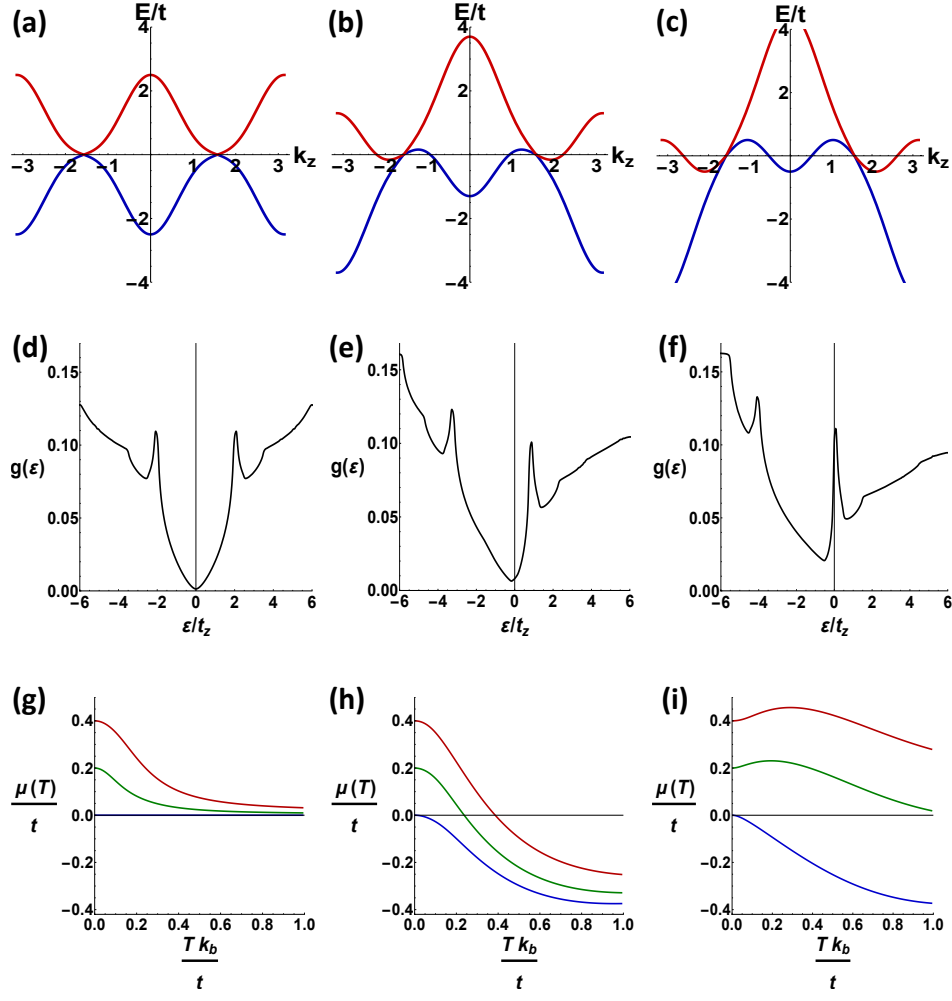 (a) E/t (b) E/t (c) E/t
4 4 4
2 2 2
-3 -2 -1 1 2 3 k_z -3 -2 -1 1 2 3 k_z -3 -2 -1 1 2 3 k_z
-2 -2 -2
-4 -4 -4
(d) (e) (f)
0.15 0.15 0.15
0.10 0.10 0.10
g(ε) g(ε) g(ε)
0.05 0.05 0.05
0.00 0.00 0.00
-6 -4 -2 0 2 4 6 -6 -4 -2 0 2 4 6 -6 -4 -2 0 2 4 6
ε/t_z ε/t_z ε/t_z
(g) (h) (i)
0.4 0.4 0.4
0.2 0.2 0.2
μ(T)/t μ(T)/t μ(T)/t
0.0 0.0 0.0
-0.2 -0.2 -0.2
-0.4 -0.4 -0.4
0.0 0.2 0.4 0.6 0.8 1.0 0.0 0.2 0.4 0.6 0.8 1.0 0.0 0.2 0.4 0.6 0.8 1.0
T k_b/t T k_b/t T k_b/t